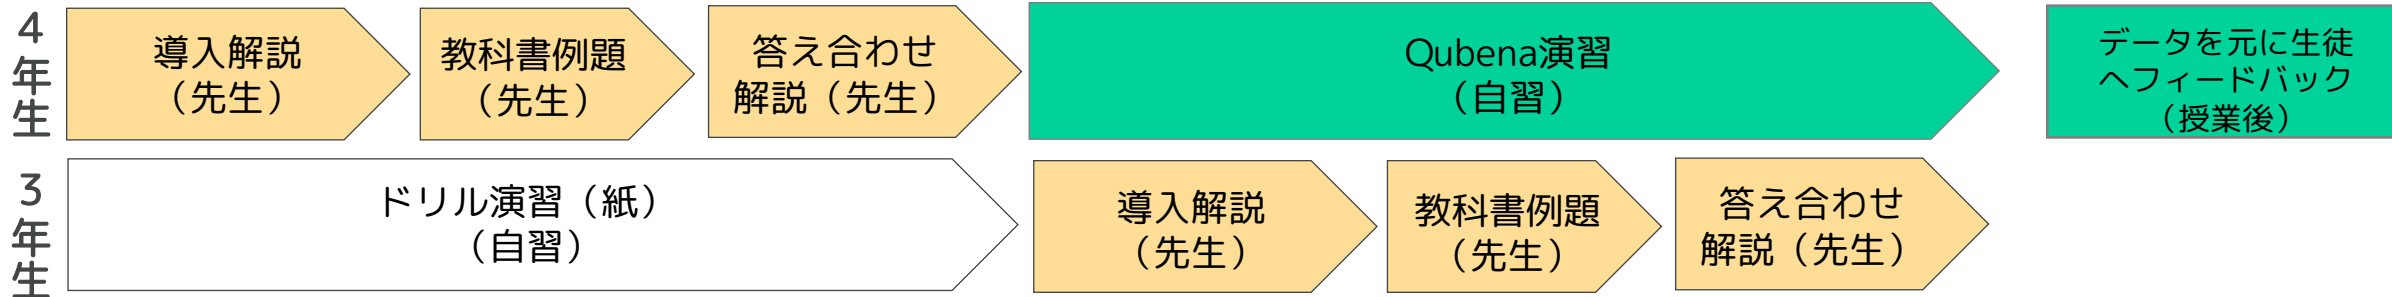 4年生
導入解説
（先生）
教科書例題
（先生）
答え合わせ
解説（先生）
Qubena演習
（自習）
データを元に生徒
へフィードバック
（授業後）
3年生
ドリル演習（紙）
（自習）
導入解説
（先生）
教科書例題
（先生）
答え合わせ
解説（先生）